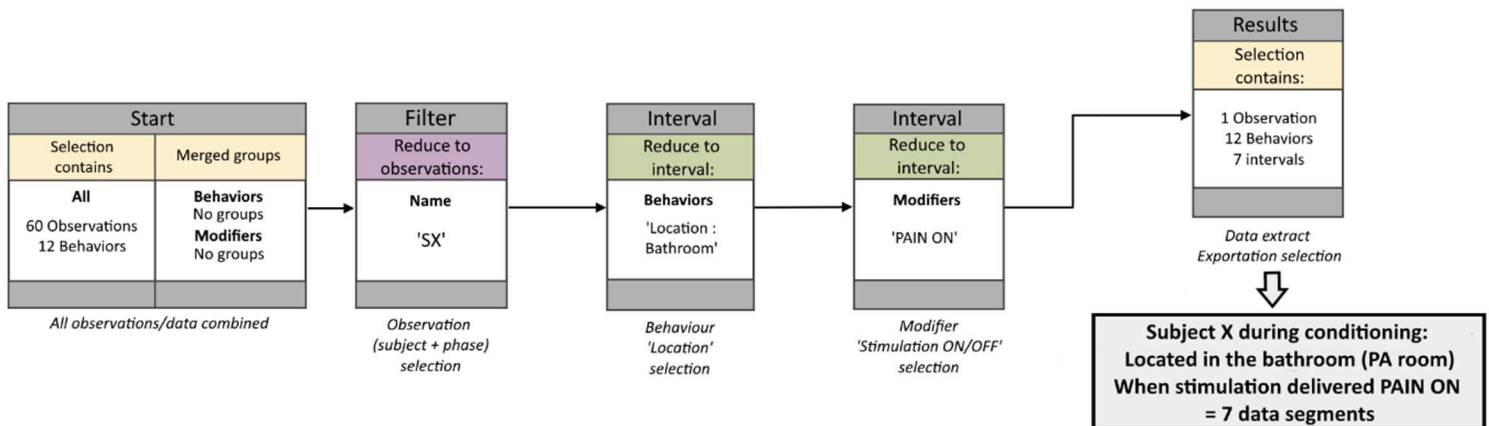 Start
Selection
contains
Merged groups
All
60 Observations
12 Behaviors
Behaviors
No groups
Modifiers
No groups
All observations/data combined
Filter
Reduce to
observations:
Name
'SX'
Observation
(subject + phase)
selection
Interval
Reduce to
interval:
Behaviors
'Location :
Bathroom'
Behaviour
'Location'
selection
Interval
Reduce to
interval:
Modifiers
'PAIN ON'
Modifier
'Stimulation ON/OFF'
selection
Results
Selection
contains:
1 Observation
12 Behaviors
7 intervals
Data extract
Exportation selection
Subject X during conditioning:
Located in the bathroom (PA room)
When stimulation delivered PAIN ON
= 7 data segments